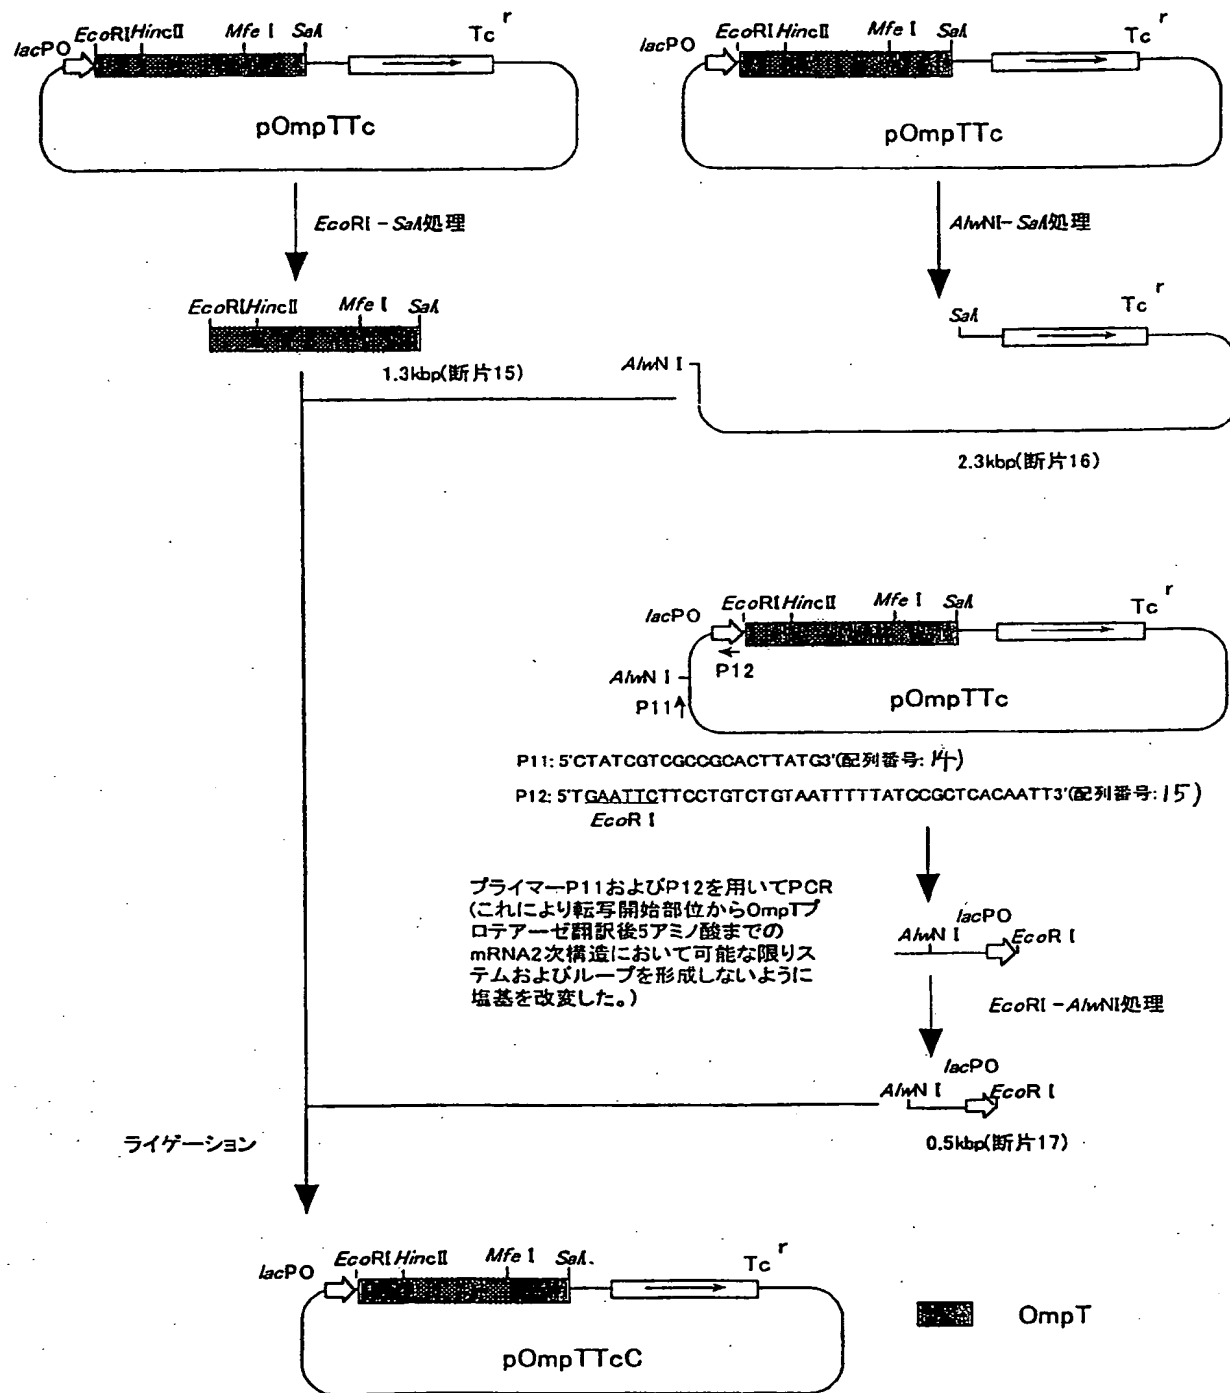 lacPO EcoRI HincII Mfe I SalI Tc r
pOmpTTc
EcoRI-SalI処理
EcoRI HincII Mfe I SalI
1.3kbp(断片15)
lacPO EcoRI HincII Mfe I SalI Tc r
pOmpTTc
AlwNI-SalI処理
SalI Tc r
AlwN I
2.3kbp(断片16)
lacPO EcoRI HincII Mfe I SalI Tc r
P12
AlwN I
P11
pOmpTTc
P11: 5'CTATCGTCGCCGCACTTATG3'(配列番号: 14)
P12: 5'TGAATTCTTCCTGTCTGTAATTTTTATCCGCTCACAATT3'(配列番号: 15)
EcoR I
プライマーP11およびP12を用いてPCR
(これにより転写開始部位からOmpTプ
ロテアーゼ翻訳後5アミノ酸までの
mRNA2次構造において可能な限りス
テムおよびループを形成しないように
塩基を改変した。)
lacPO
AlwN I EcoR I
EcoRI-AlwNI処理
lacPO
AlwN I EcoR I
0.5kbp(断片17)
ライゲーション
lacPO EcoRI HincII Mfe I SalI Tc r
pOmpTTcC
OmpT